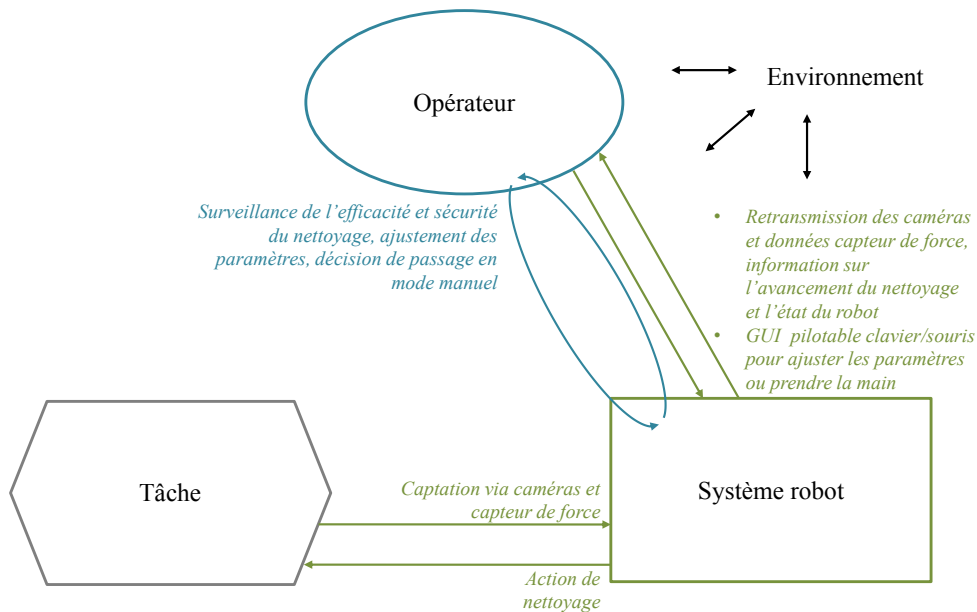 Opérateur
Environnement
Surveillance de l’efficacité et sécurité
du nettoyage, ajustement des
paramètres, décision de passage en
mode manuel
• Retransmission des caméras
et données capteur de force,
information sur
l’avancement du nettoyage
et l’état du robot
• GUI pilotable clavier/souris
pour ajuster les paramètres
ou prendre la main
Tâche
Captation via caméras et
capteur de force
Système robot
Action de
nettoyage